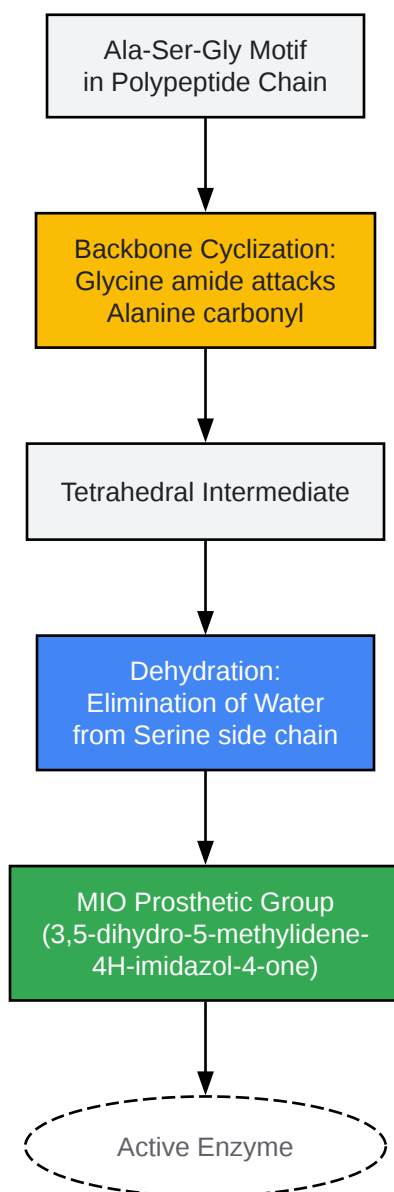 Ala-Ser-Gly Motif
in Polypeptide Chain
Backbone Cyclization:
Glycine amide attacks
Alanine carbonyl
Tetrahedral Intermediate
Dehydration:
Elimination of Water
from Serine side chain
MIO Prosthetic Group
(3,5-dihydro-5-methylidene-
4H-imidazol-4-one)
Active Enzyme